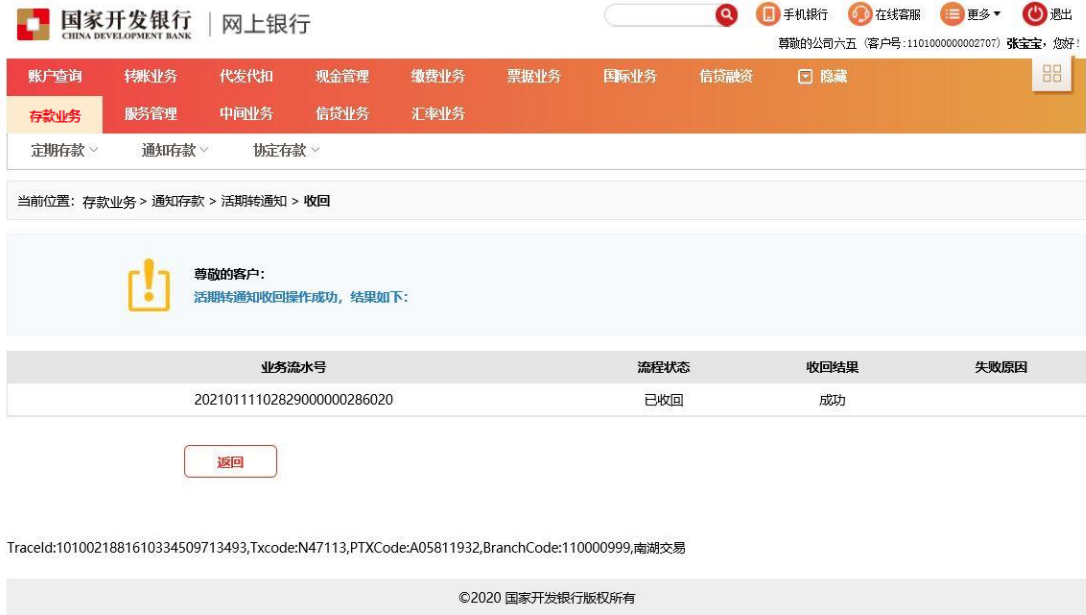 国家开发银行
CHINA DEVELOPMENT BANK
网上银行
手机银行 在线客服 更多 退出
尊敬的公司六五（客户号:1101000000002707）张宝宝，您好！
账户查询 转账业务 代发代扣 现金管理 缴费业务 票据业务 国际业务 信贷融资 隐藏
存款业务 服务管理 中间业务 信贷业务 汇率业务
定期存款 通知存款 协定存款
当前位置：存款业务 > 通知存款 > 活期转通知 > 收回
尊敬的客户：
活期转通知收回操作成功，结果如下：
业务流水号 流程状态 收回结果 失败原因
20210111102829000000286020 已收回 成功
返回
TraceId:1010021881610334509713493,Txcode:N47113,PTXCode:A05811932,BranchCode:110000999,南湖交易
©2020 国家开发银行版权所有